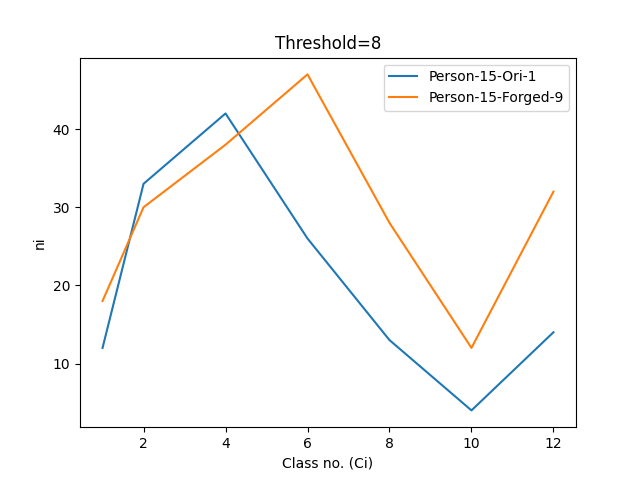 Threshold=8
Person-15-Ori-1
Person-15-Forged-9
ni
40
30
20
10
2 4 6 8 10 12
Class no. (Ci)